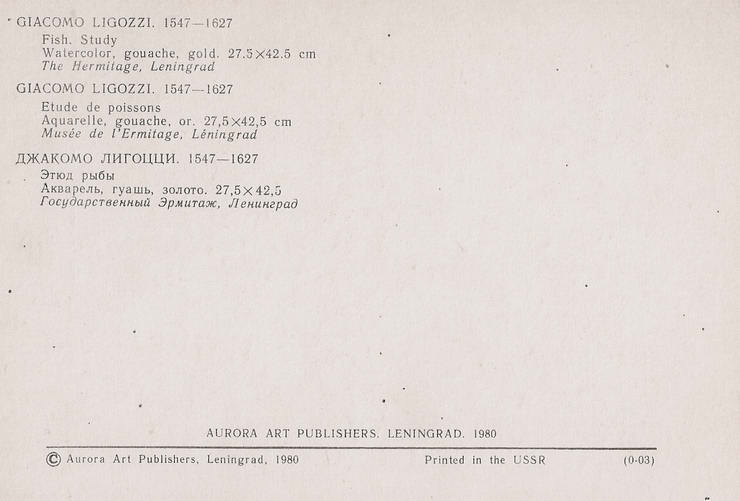 GIACOMO LIGOZZI. 1547—1627
Fish. Study
Watercolor, gouache, gold. 27.5×42.5 cm
The Hermitage, Leningrad
GIACOMO LIGOZZI. 1547—1627
Etude de poissons
Aquarelle, gouache, or. 27,5×42,5 cm
Musée de l'Ermitage, Léningrad
ДЖАКОМО ЛИГОЦЦИ. 1547—1627
Этюд рыбы
Акварель, гуашь, золото. 27,5×42,5
Государственный Эрмитаж, Ленинград
AURORA ART PUBLISHERS. LENINGRAD. 1980
© Aurora Art Publishers, Leningrad, 1980 Printed in the USSR (0-03)